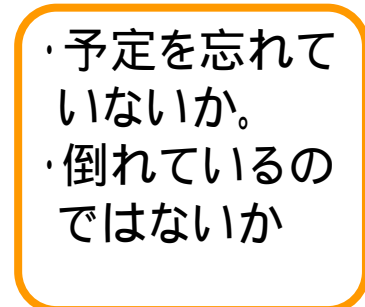 ・予定を忘れて
いないか。
・倒れているの
ではないか